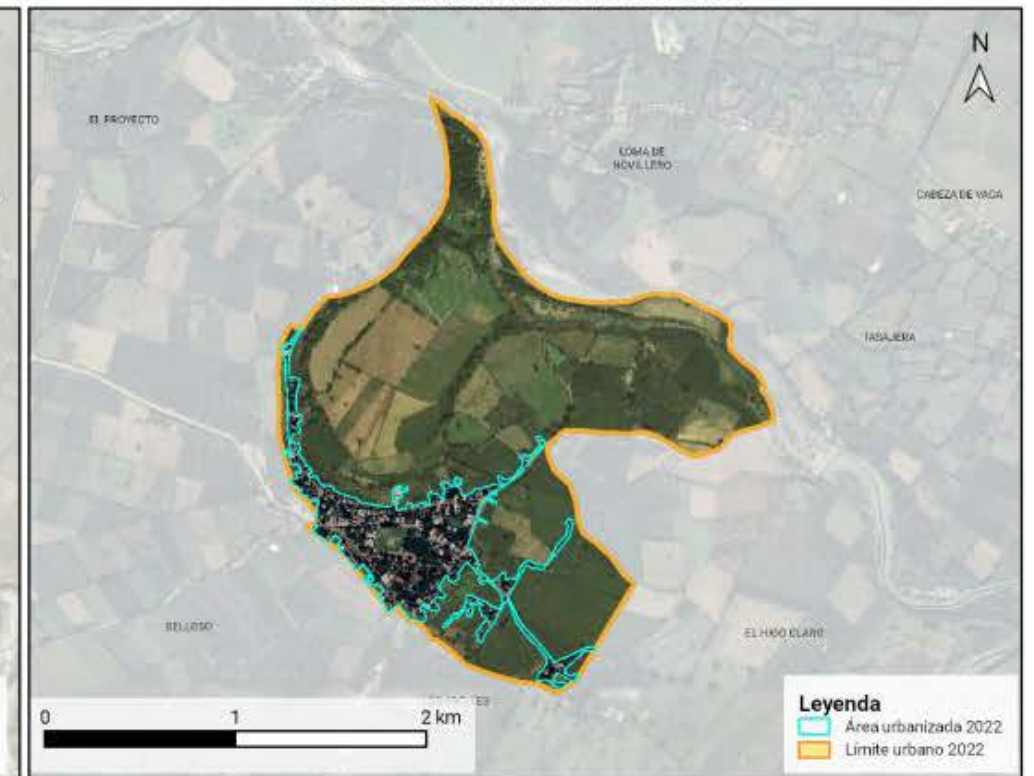 N
EL PROYECTO
LOMA DE
NOVILLERO
CABEZA DE VACA
TASAJERA
BELLOSO
EL HIGO CLARO
0 1 2 km
Leyenda
Área urbanizada 2022
Límite urbano 2022